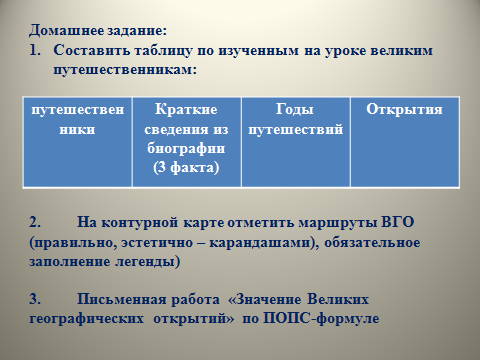 Домашнее задание:
1. Составить таблицу по изученным на уроке великим
путешественникам:
путешествен
ники
Краткие
сведения из
биографии
(3 факта)
Годы
путешествий
Открытия
2. На контурной карте отметить маршруты ВГО
(правильно, эстетично – карандашами), обязательное
заполнение легенды)
3. Письменная работа «Значение Великих
географических открытий» по ПОПС-формуле